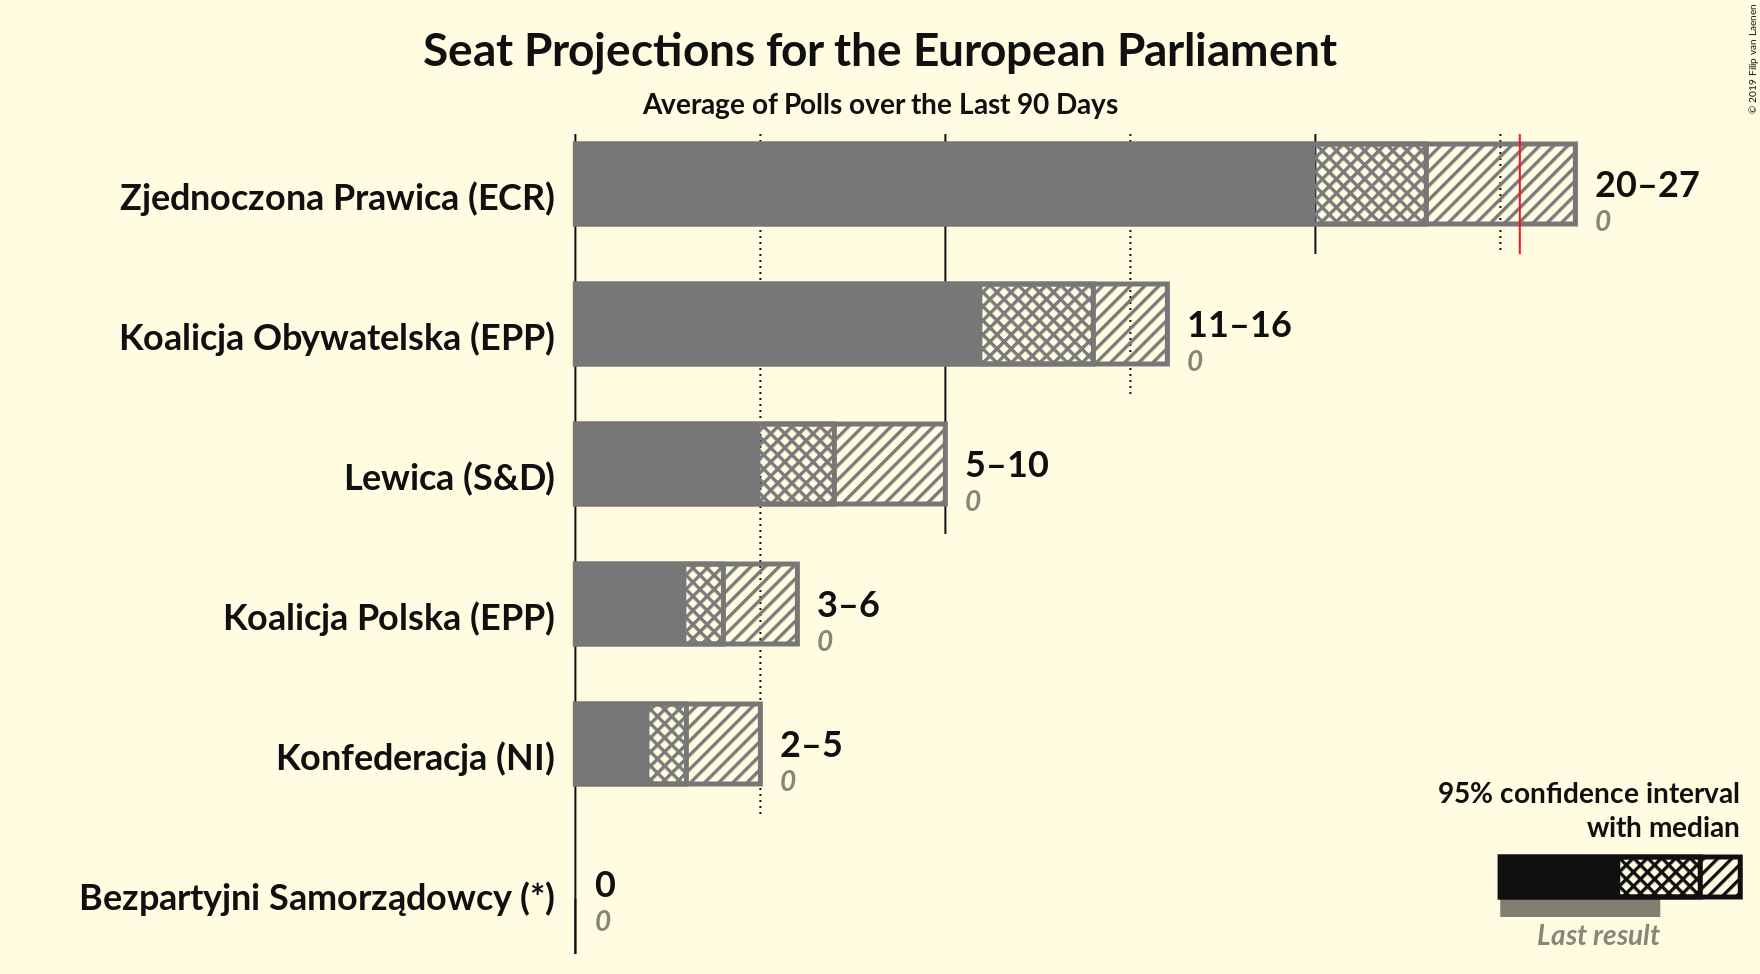 Seat Projections for the European Parliament
Average of Polls over the Last 90 Days
© 2019 Filip van Laenen
Zjednoczona Prawica (ECR)
20–27
0
Koalicja Obywatelska (EPP)
11–16
0
Lewica (S&D)
5–10
0
Koalicja Polska (EPP)
3–6
0
Konfederacja (NI)
2–5
0
Bezpartyjni Samorządowcy (*)
0
0
95% confidence interval
with median
Last result